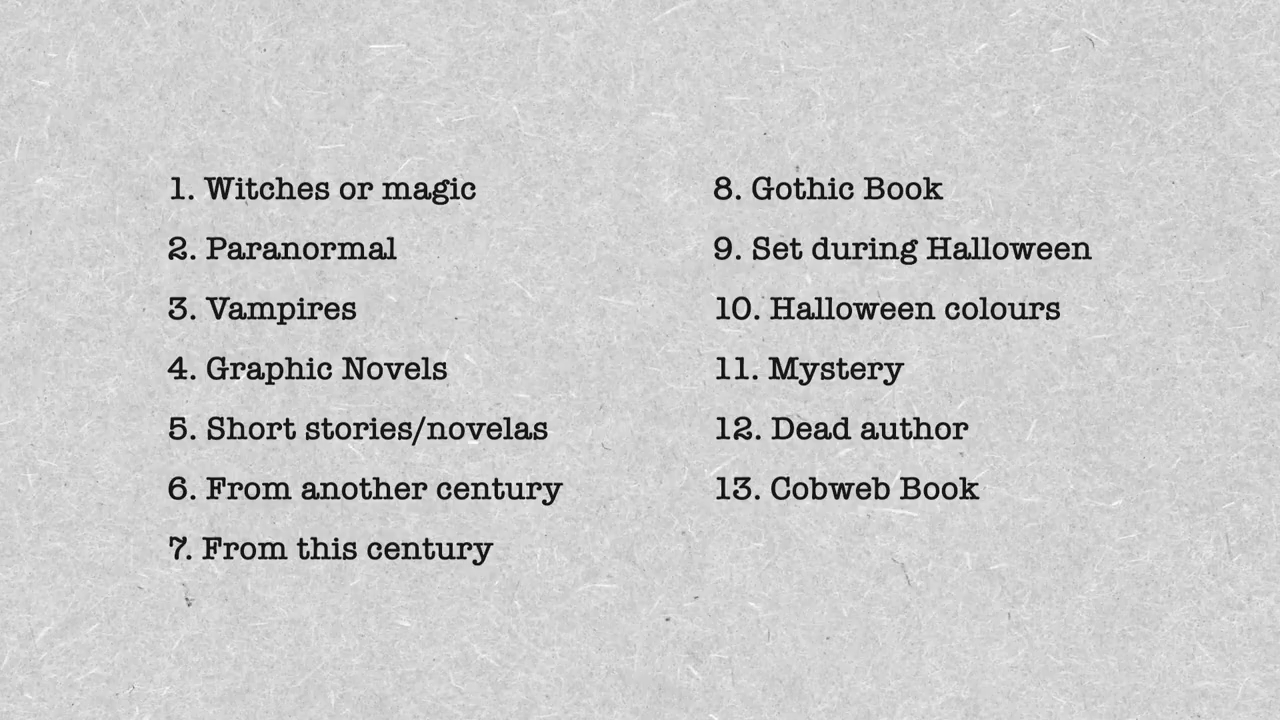 1. Witches or magic
2. Paranormal
3. Vampires
4. Graphic Novels
5. Short stories/novelas
6. From another century
7. From this century
8. Gothic Book
9. Set during Halloween
10. Halloween colours
11. Mystery
12. Dead author
13. Cobweb Book